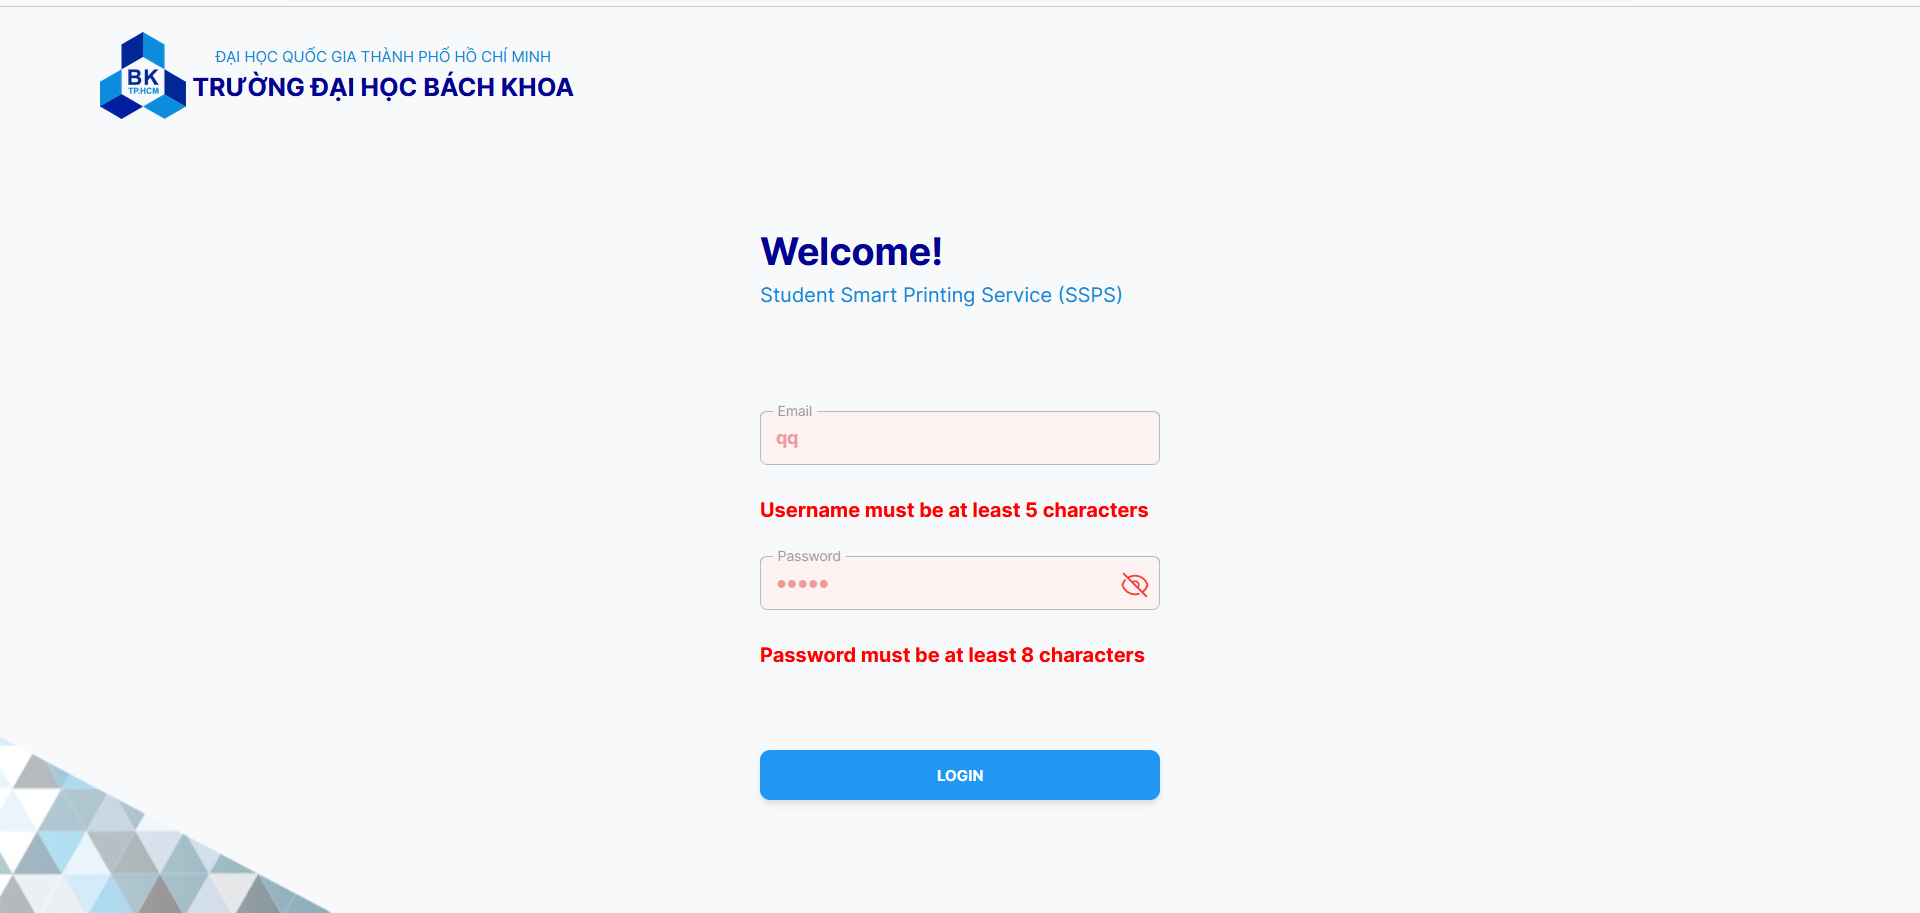 BK
TP.HCM
ĐẠI HỌC QUỐC GIA THÀNH PHỐ HỒ CHÍ MINH
TRƯỜNG ĐẠI HỌC BÁCH KHOA
Welcome!
Student Smart Printing Service (SSPS)
Email
qq
Username must be at least 5 characters
Password
•••••
Password must be at least 8 characters
LOGIN